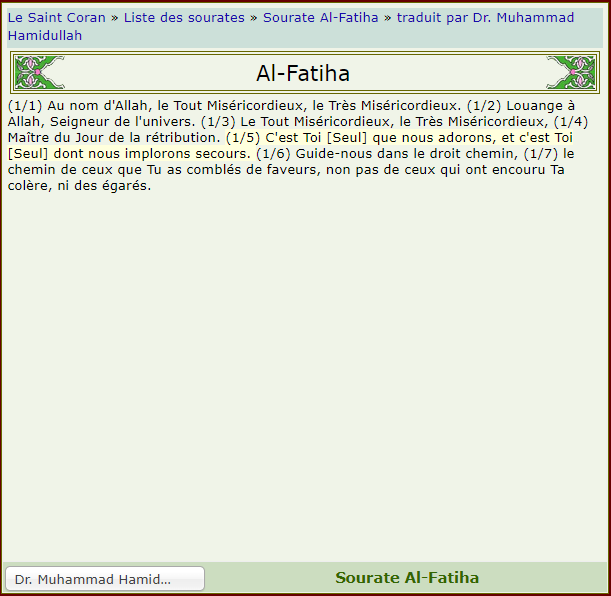 Le Saint Coran » Liste des sourates » Sourate Al-Fatiha » traduit par Dr. Muhammad
Hamidullah
Al-Fatiha
(1/1) Au nom d'Allah, le Tout Miséricordieux, le Très Miséricordieux. (1/2) Louange à
Allah, Seigneur de l'univers. (1/3) Le Tout Miséricordieux, le Très Miséricordieux, (1/4)
Maître du Jour de la rétribution. (1/5) C'est Toi [Seul] que nous adorons, et c'est Toi
[Seul] dont nous implorons secours. (1/6) Guide-nous dans le droit chemin, (1/7) le
chemin de ceux que Tu as comblés de faveurs, non pas de ceux qui ont encouru Ta
colère, ni des égarés.
Dr. Muhammad Hamid...
Sourate Al-Fatiha